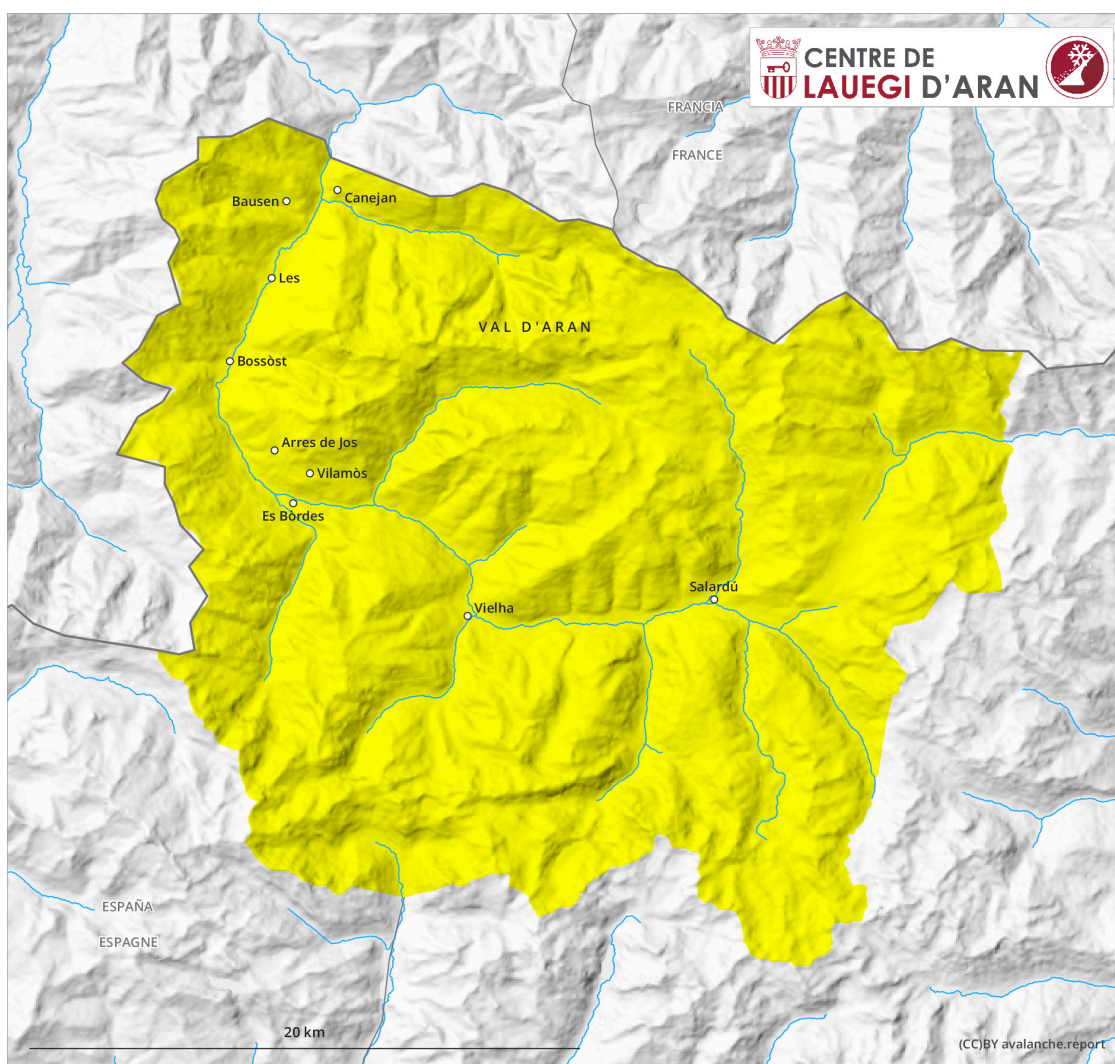 CENTRE DE
LAUEGI D'ARAN
FRANCIA
FRANCE
Bausen
Canejan
Les
VAL D'ARAN
Bossòst
Arres de Jos
Vilamòs
Es Bòrdes
Salardú
Vielha
ESPAÑA
ESPAGNE
20 km
(CC)BY avalanche.report